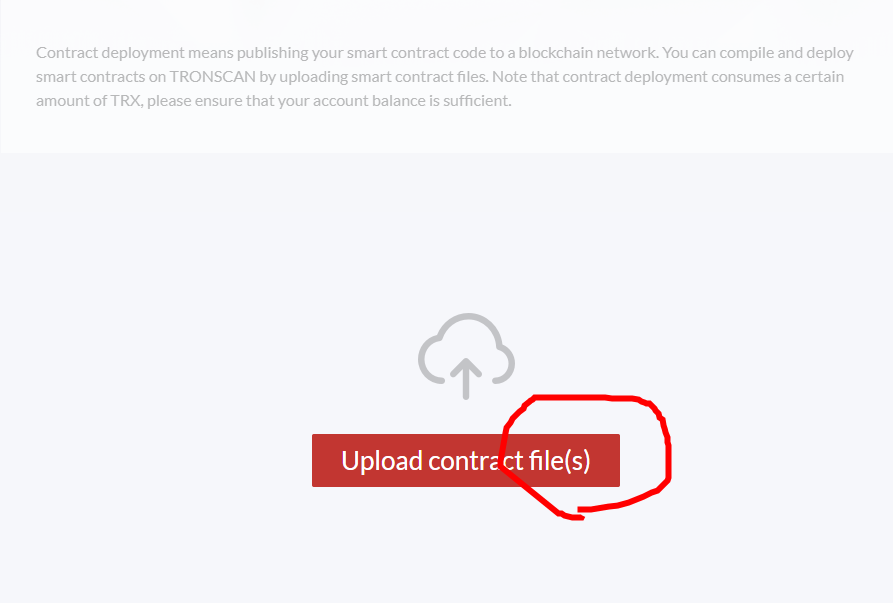 Contract deployment means publishing your smart contract code to a blockchain network. You can compile and deploy
smart contracts on TRONSCAN by uploading smart contract files. Note that contract deployment consumes a certain
amount of TRX, please ensure that your account balance is sufficient.
Upload contract file(s)